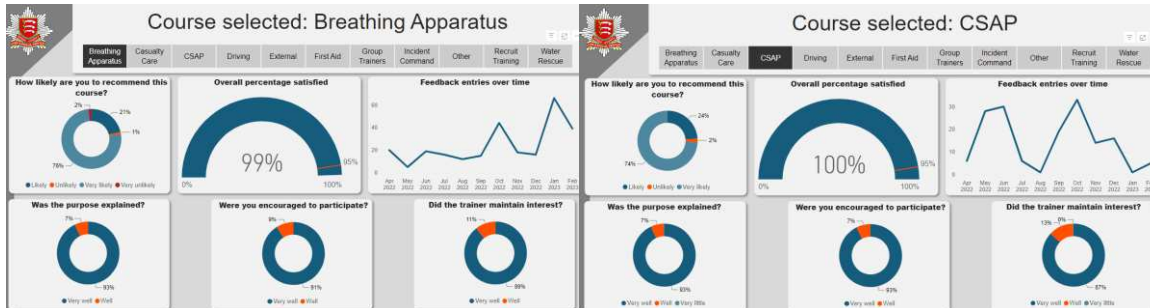 Course selected: Breathing Apparatus
Breathing Apparatus
Casualty Care
CSAP
Driving
External
First Aid
Group Trainers
Incident Command
Other
Recruit Training
Water Rescue
How likely are you to recommend this
course?
2%
21%
1%
76%
Likely Unlikely Very likely Very unlikely
Overall percentage satisfied
99%
95%
0%
100%
Feedback entries over time
60
40
20
0
Apr 2022
May 2022
Jun 2022
Jul 2022
Aug 2022
Sep 2022
Oct 2022
Nov 2022
Dec 2022
Jan 2023
Feb 2023
Was the purpose explained?
7%
93%
Very well Well
Were you encouraged to participate?
9%
91%
Very well Well
Did the trainer maintain interest?
11%
89%
Very well Well
Course selected: CSAP
Breathing Apparatus
Casualty Care
CSAP
Driving
External
First Aid
Group Trainers
Incident Command
Other
Recruit Training
Water Rescue
How likely are you to recommend this
course?
24%
2%
74%
Likely Unlikely Very likely
Overall percentage satisfied
100%
95%
0%
100%
Feedback entries over time
30
20
10
0
Apr 2022
May 2022
Jun 2022
Jul 2022
Aug 2022
Sep 2022
Oct 2022
Nov 2022
Dec 2022
Jan 2023
Feb 2023
Was the purpose explained?
7%
93%
Very well Well Very little
Were you encouraged to participate?
7%
93%
Very well Well
Did the trainer maintain interest?
0%
13%
87%
Very well Well Very little